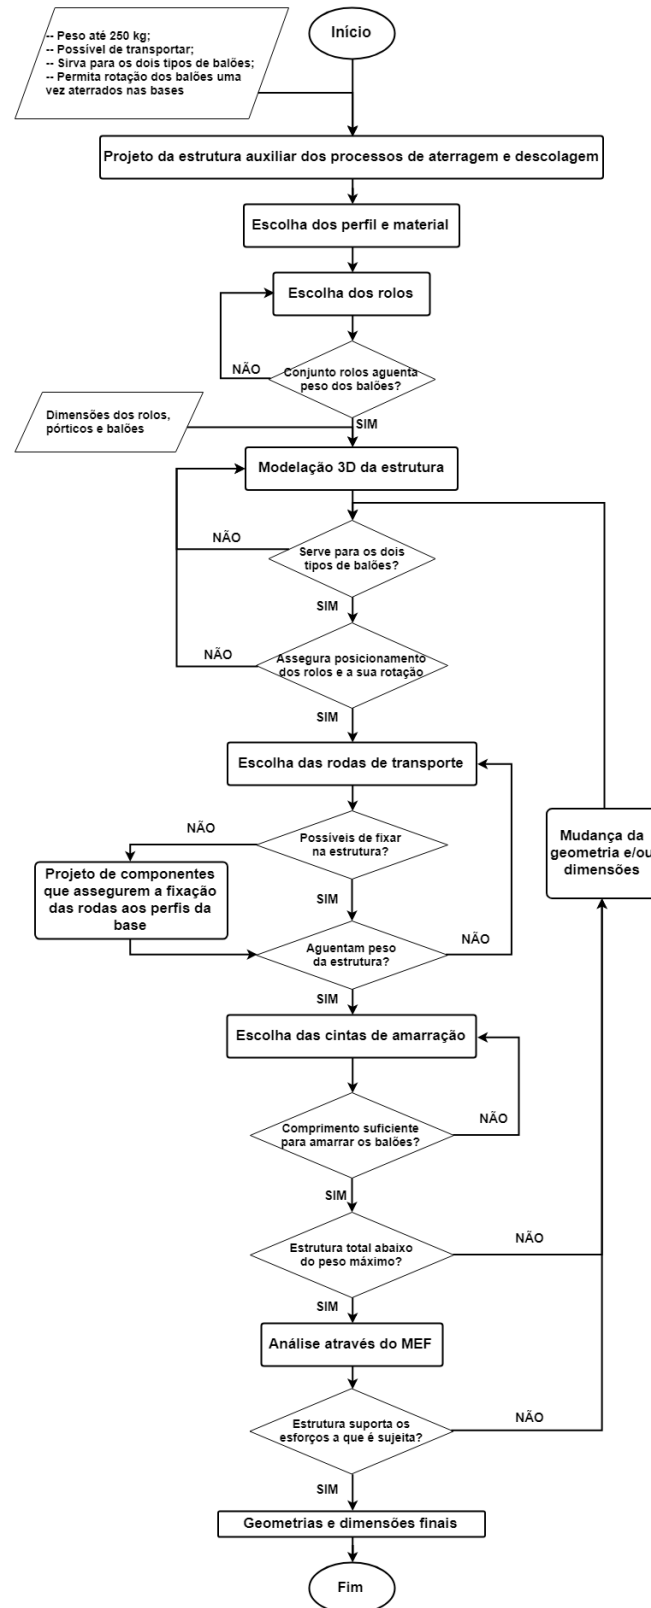 Início
-- Peso até 250 kg;
-- Possível de transportar;
-- Sirva para os dois tipos de balões;
-- Permita rotação dos balões uma
vez aterrados nas bases
Projeto da estrutura auxiliar dos processos de aterragem e descolagem
Escolha dos perfil e material
Escolha dos rolos
NÃO
Conjunto rolos aguenta
peso dos balões?
SIM
Dimensões dos rolos,
pórticos e balões
Modelação 3D da estrutura
NÃO
Serve para os dois
tipos de balões?
SIM
NÃO
Assegura posicionamento
dos rolos e a sua rotação
SIM
Escolha das rodas de transporte
NÃO
Possíveis de fixar
na estrutura?
Mudança da
geometria e/ou
dimensões
Projeto de componentes
que assegurem a fixação
das rodas aos perfis da
base
SIM
Aguentam peso
da estrutura?
NÃO
SIM
Escolha das cintas de amarração
Comprimento suficiente
para amarrar os balões?
NÃO
SIM
Estrutura total abaixo
do peso máximo?
NÃO
SIM
Análise através do MEF
Estrutura suporta os
esforços a que é sujeita?
NÃO
SIM
Geometrias e dimensões finais
Fim